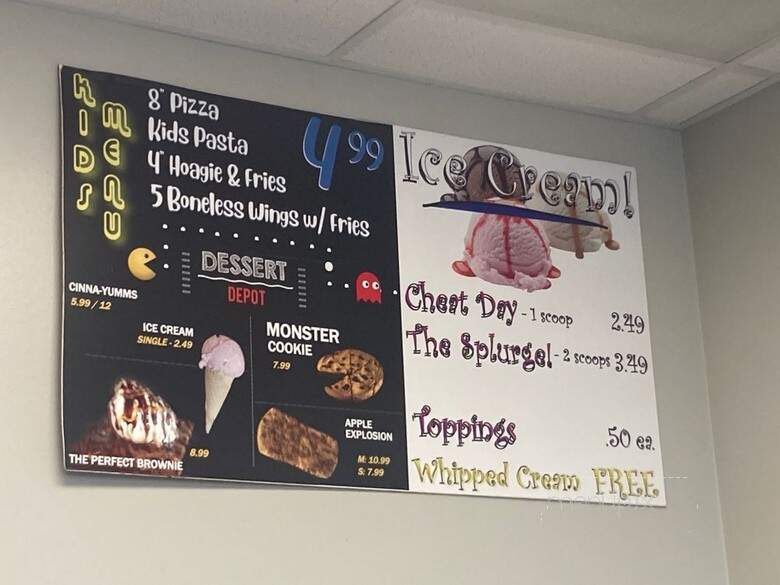 KIDS
MENU
8" Pizza
Kids Pasta
4" Hoagie & Fries
5 Boneless Wings w/ Fries
4.99
DESSERT
DEPOT
CINNA-YUMMS
5.99 / 12
ICE CREAM
SINGLE - 2.49
MONSTER
COOKIE
7.99
THE PERFECT BROWNIE
8.99
APPLE
EXPLOSION
M: 10.99
S: 7.99
Ice Cream!
Cheat Day - 1 scoop 2.49
The Splurge! - 2 scoops 3.49
Toppings .50 ea.
Whipped Cream FREE